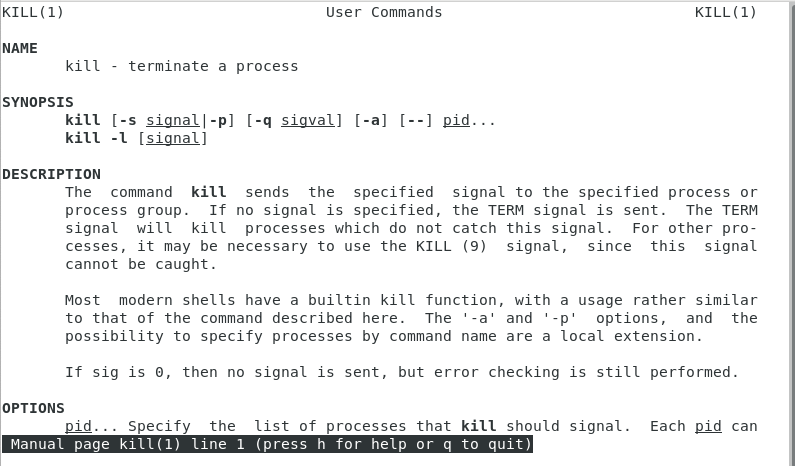 KILL(1) User Commands KILL(1)
NAME
kill - terminate a process
SYNOPSIS
kill [-s signal|-p] [-q sigval] [-a] [--] pid...
kill -l [signal]
DESCRIPTION
The command kill sends the specified signal to the specified process or
process group. If no signal is specified, the TERM signal is sent. The TERM
signal will kill processes which do not catch this signal. For other pro-
cesses, it may be necessary to use the KILL (9) signal, since this signal
cannot be caught.
Most modern shells have a builtin kill function, with a usage rather similar
to that of the command described here. The '-a' and '-p' options, and the
possibility to specify processes by command name are a local extension.
If sig is 0, then no signal is sent, but error checking is still performed.
OPTIONS
pid... Specify the list of processes that kill should signal. Each pid can
Manual page kill(1) line 1 (press h for help or q to quit)